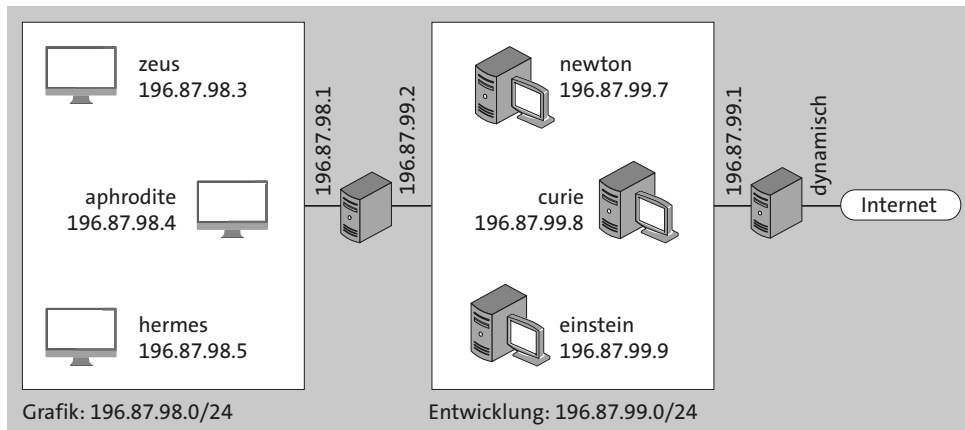 zeus
196.87.98.3
aphrodite
196.87.98.4
hermes
196.87.98.5
196.87.98.1
196.87.99.2
newton
196.87.99.7
curie
196.87.99.8
einstein
196.87.99.9
196.87.99.1
dynamisch
Internet
Grafik: 196.87.98.0/24
Entwicklung: 196.87.99.0/24